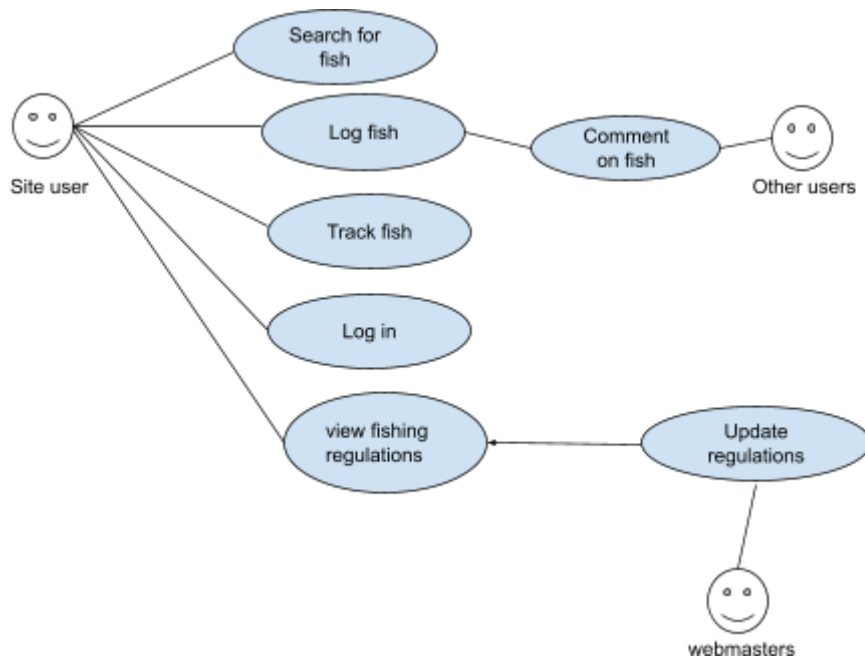 Search for
fish
Log fish
Comment
on fish
Site user
Other users
Track fish
Log in
view fishing
regulations
Update
regulations
webmasters